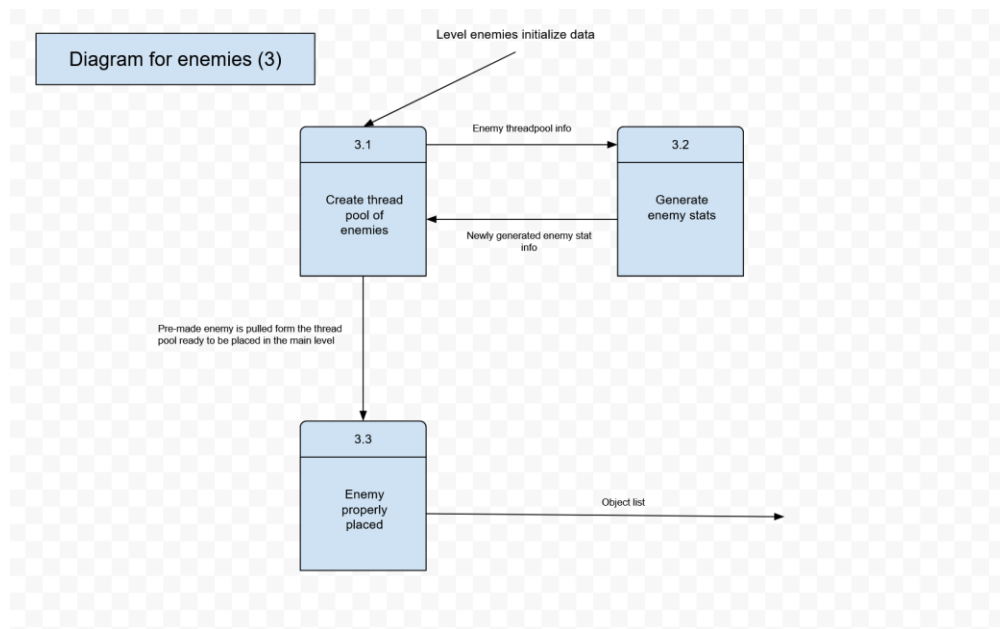 Level enemies initialize data
Diagram for enemies (3)
3.1
Enemy threadpool info
3.2
Create thread
pool of
enemies
Generate
enemy stats
Newly generated enemy stat
info
Pre-made enemy is pulled form the thread
pool ready to be placed in the main level
3.3
Enemy
properly
placed
Object list